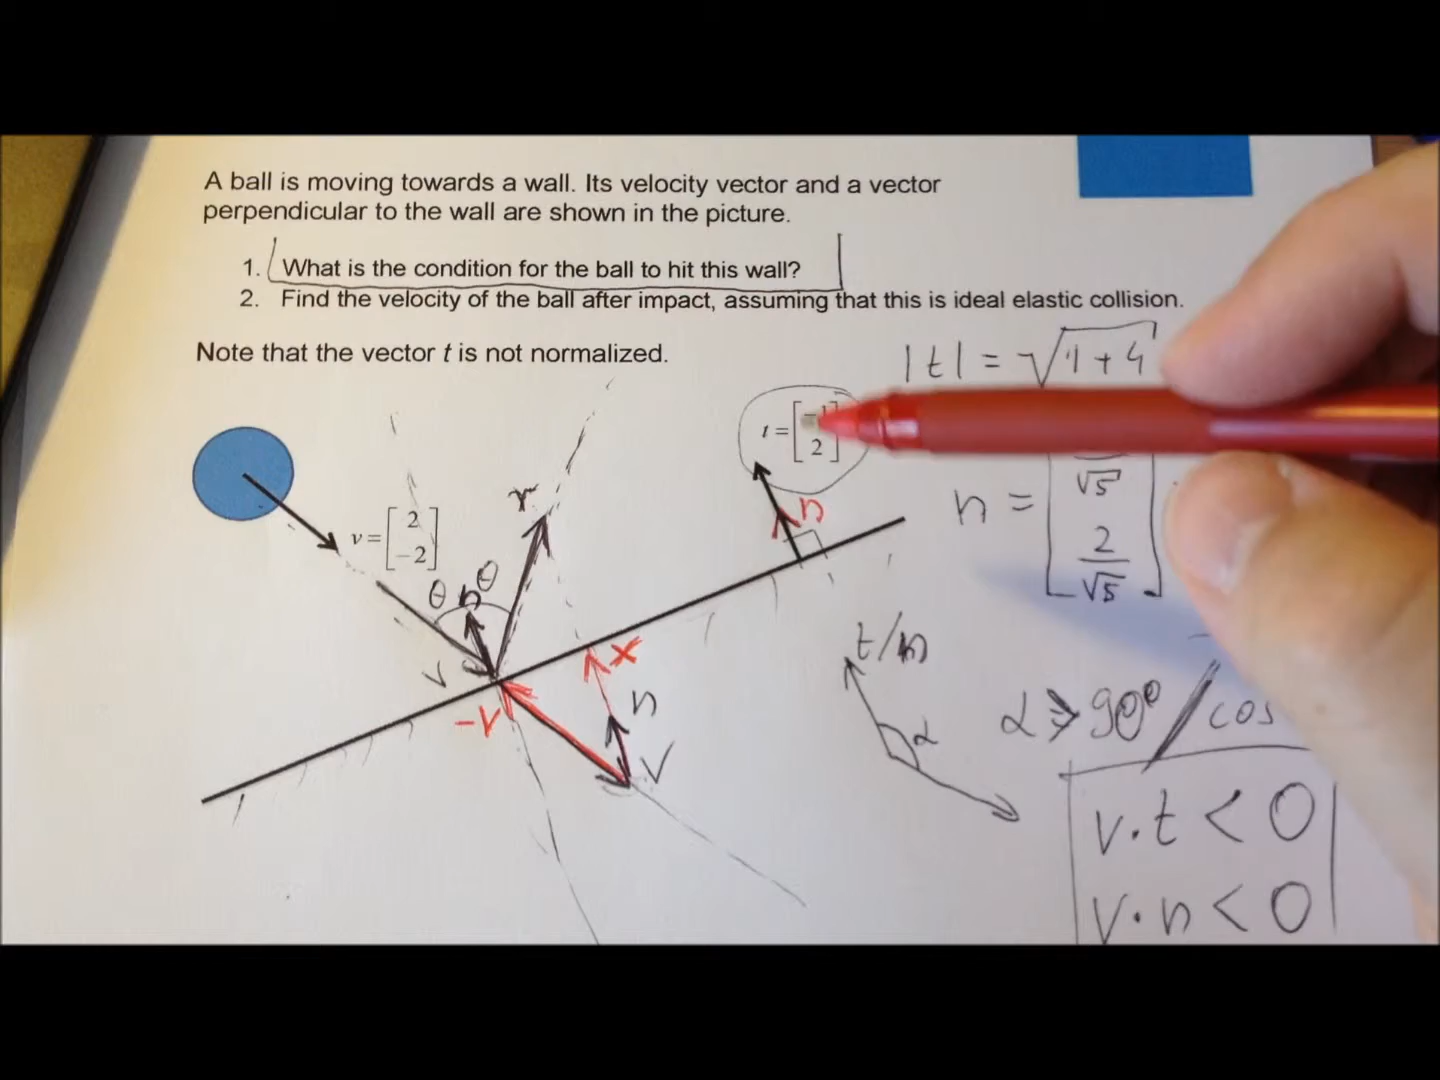 A ball is moving towards a wall. Its velocity vector and a vector
perpendicular to the wall are shown in the picture.
1. What is the condition for the ball to hit this wall?
2. Find the velocity of the ball after impact, assuming that this is ideal elastic collision.
Note that the vector t is not normalized.
|t| = √1+4
t = [-1
2]
n = [
√5
2
√5]
r
n
v = [2
-2]
θ θ
n
v
x
-v
n
v
t/n
α
α > 90° / cos
v·t < 0
v·n < 0